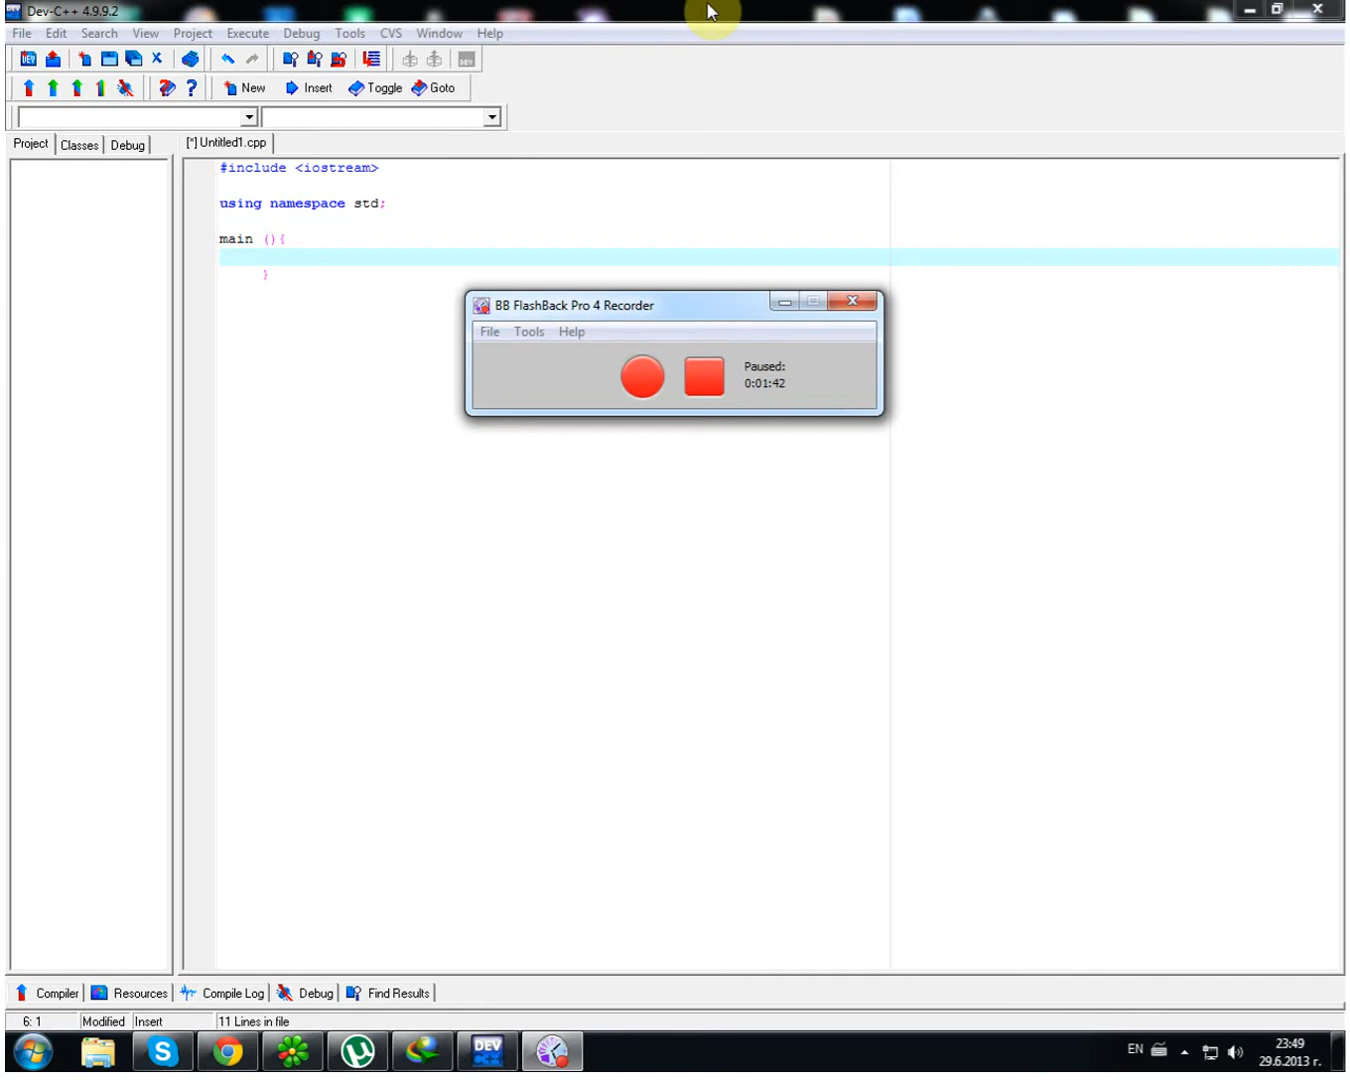 Dev-C++ 4.9.9.2
File Edit Search View Project Execute Debug Tools CVS Window Help
New Insert Toggle Goto
Project Classes Debug [*] Untitled1.cpp
#include <iostream>
using namespace std;
main (){
}
BB FlashBack Pro 4 Recorder
File Tools Help
Paused:
0:01:42
Compiler Resources Compile Log Debug Find Results
6: 1 Modified Insert 11 Lines in file
EN 23:49
29.6.2013 г.